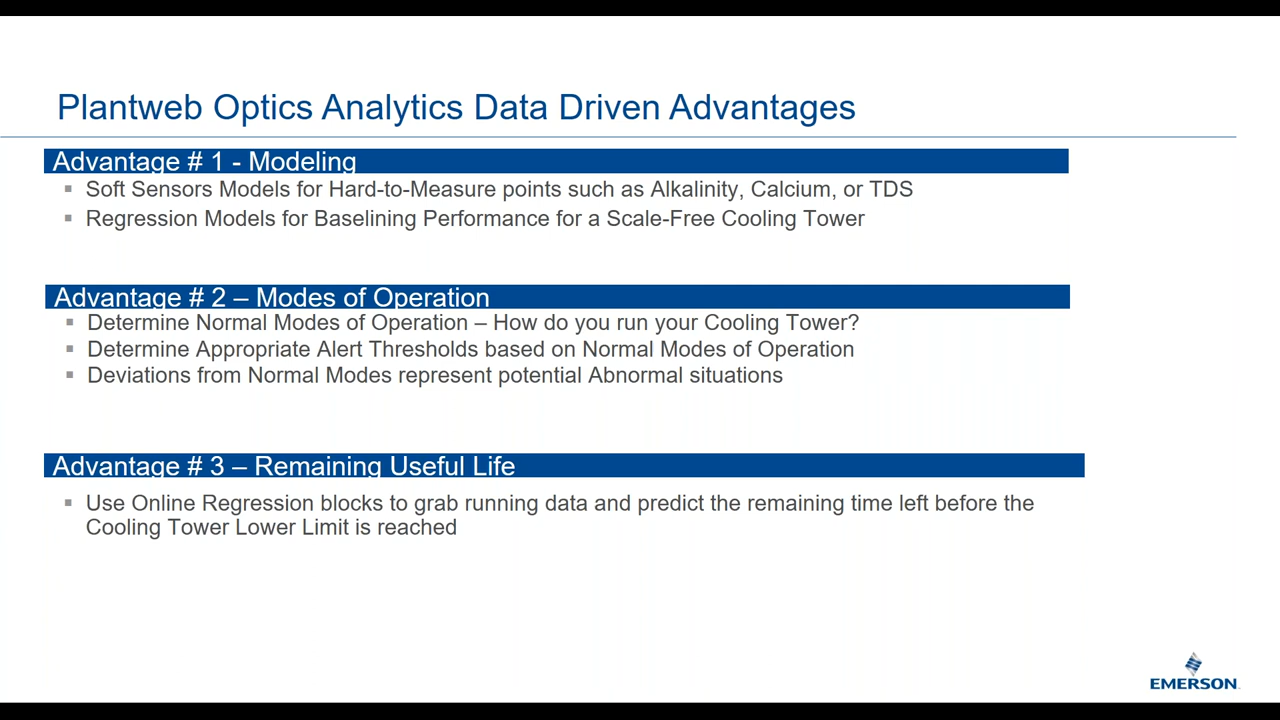 Plantweb Optics Analytics Data Driven Advantages
Advantage # 1 - Modeling
▪ Soft Sensors Models for Hard-to-Measure points such as Alkalinity, Calcium, or TDS
▪ Regression Models for Baselining Performance for a Scale-Free Cooling Tower
Advantage # 2 – Modes of Operation
▪ Determine Normal Modes of Operation – How do you run your Cooling Tower?
▪ Determine Appropriate Alert Thresholds based on Normal Modes of Operation
▪ Deviations from Normal Modes represent potential Abnormal situations
Advantage # 3 – Remaining Useful Life
▪ Use Online Regression blocks to grab running data and predict the remaining time left before the
Cooling Tower Lower Limit is reached
EMERSON